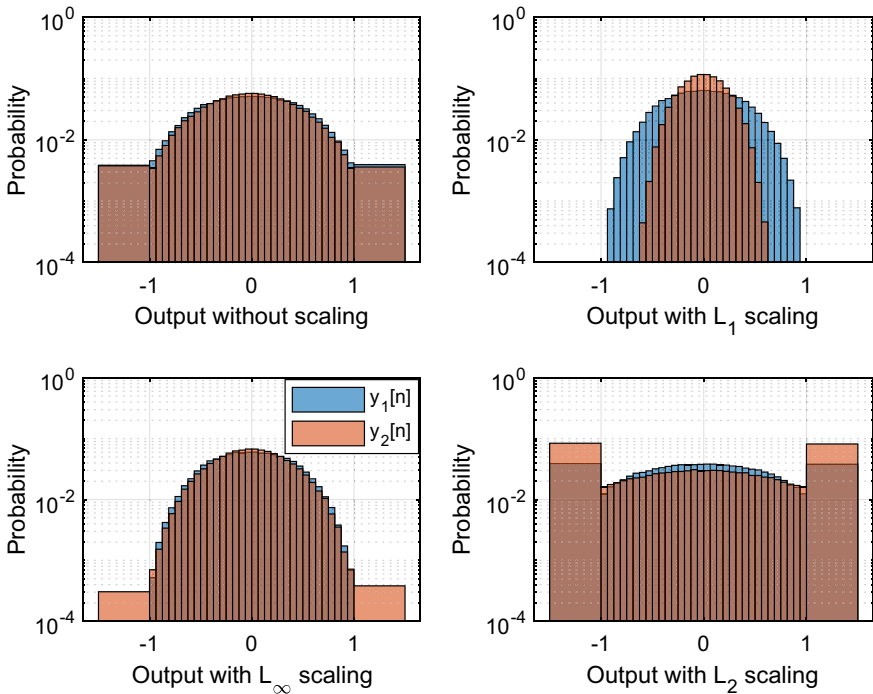 10^0
10^-2
10^-4
Probability
-1 0 1
Output without scaling
10^0
10^-2
10^-4
Probability
-1 0 1
Output with L_1 scaling
10^0
10^-2
10^-4
Probability
y_1[n]
y_2[n]
-1 0 1
Output with L_∞ scaling
10^0
10^-2
10^-4
Probability
-1 0 1
Output with L_2 scaling